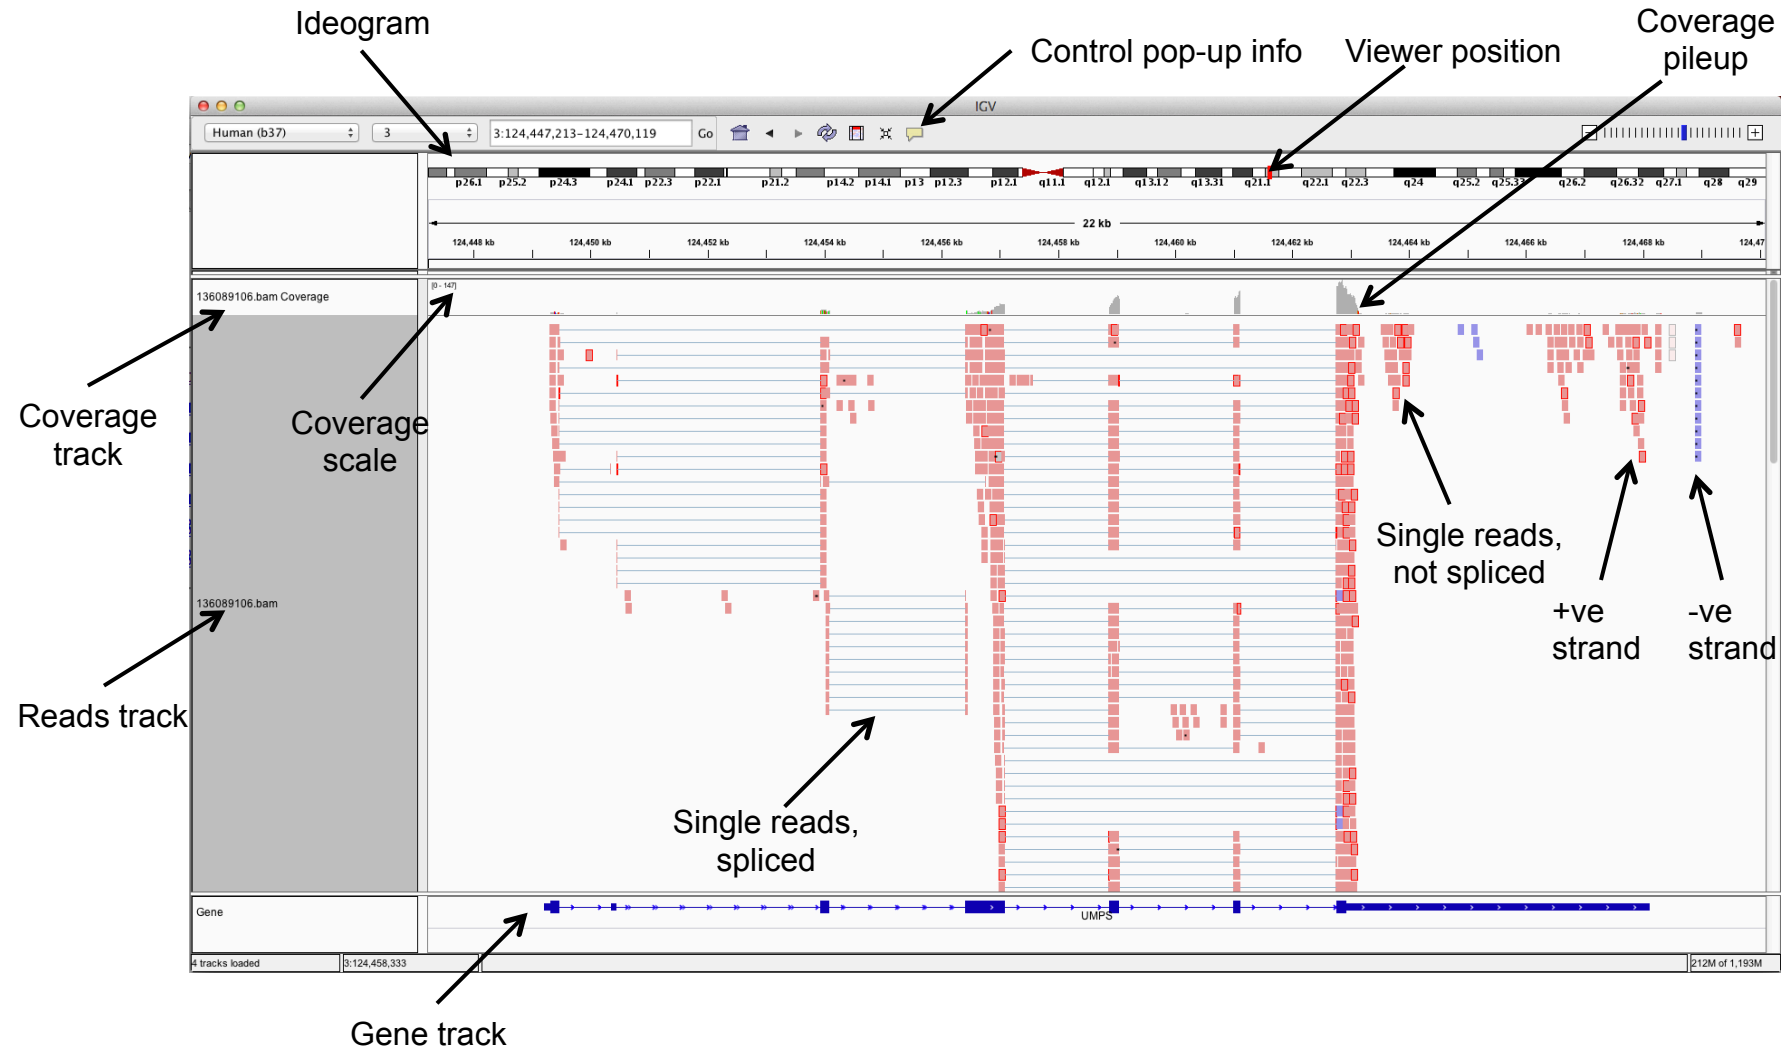 Ideogram
Control pop-up info
Viewer position
Coverage
pileup
IGV
Human (b37)
3
3:124,447,213-124,470,119
Go
p26.1 p25.2 p24.3 p24.1 p22.3 p22.1 p21.2 p14.2 p14.1 p13 p12.3 p12.1 q11.1 q12.1 q13.12 q13.31 q21.1 q22.1 q22.3 q24 q25.2 q25.33 q26.2 q26.32 q27.1 q28 q29
22 kb
124,448 kb 124,450 kb 124,452 kb 124,454 kb 124,456 kb 124,458 kb 124,460 kb 124,462 kb 124,464 kb 124,466 kb 124,468 kb 124,47
136089106.bam Coverage
[0 - 147]
Coverage
track
Coverage
scale
Single reads,
not spliced
+ve
strand
-ve
strand
136089106.bam
Reads track
Single reads,
spliced
Gene
UMPS
4 tracks loaded
3:124,458,333
212M of 1,193M
Gene track